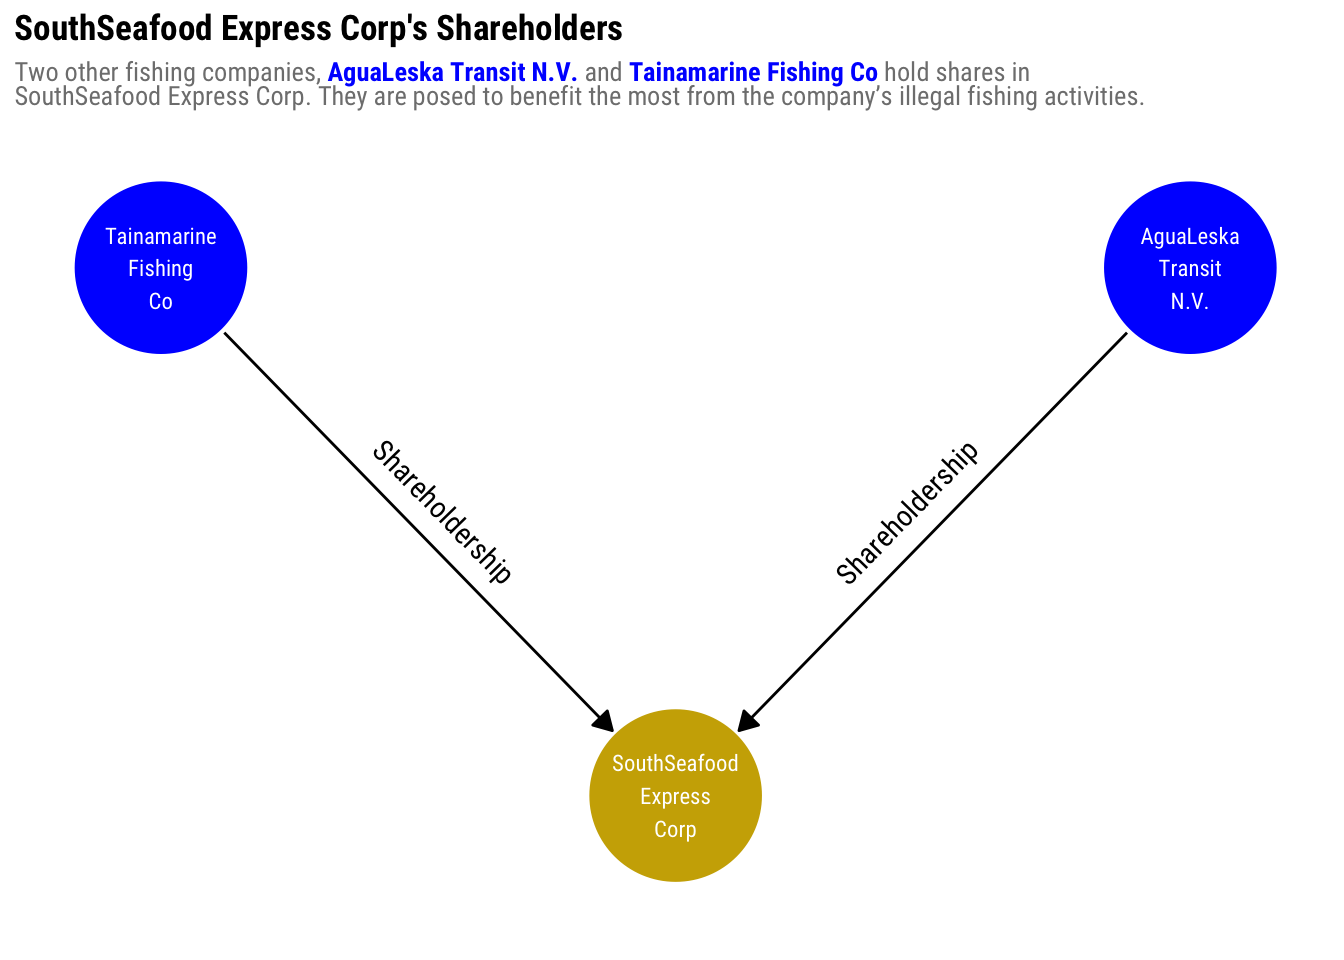 SouthSeafood Express Corp's Shareholders
Two other fishing companies, AguaLeska Transit N.V. and Tainamarine Fishing Co hold shares in
SouthSeafood Express Corp. They are posed to benefit the most from the company’s illegal fishing activities.
Tainamarine
Fishing
Co
AguaLeska
Transit
N.V.
Shareholdership
Shareholdership
SouthSeafood
Express
Corp